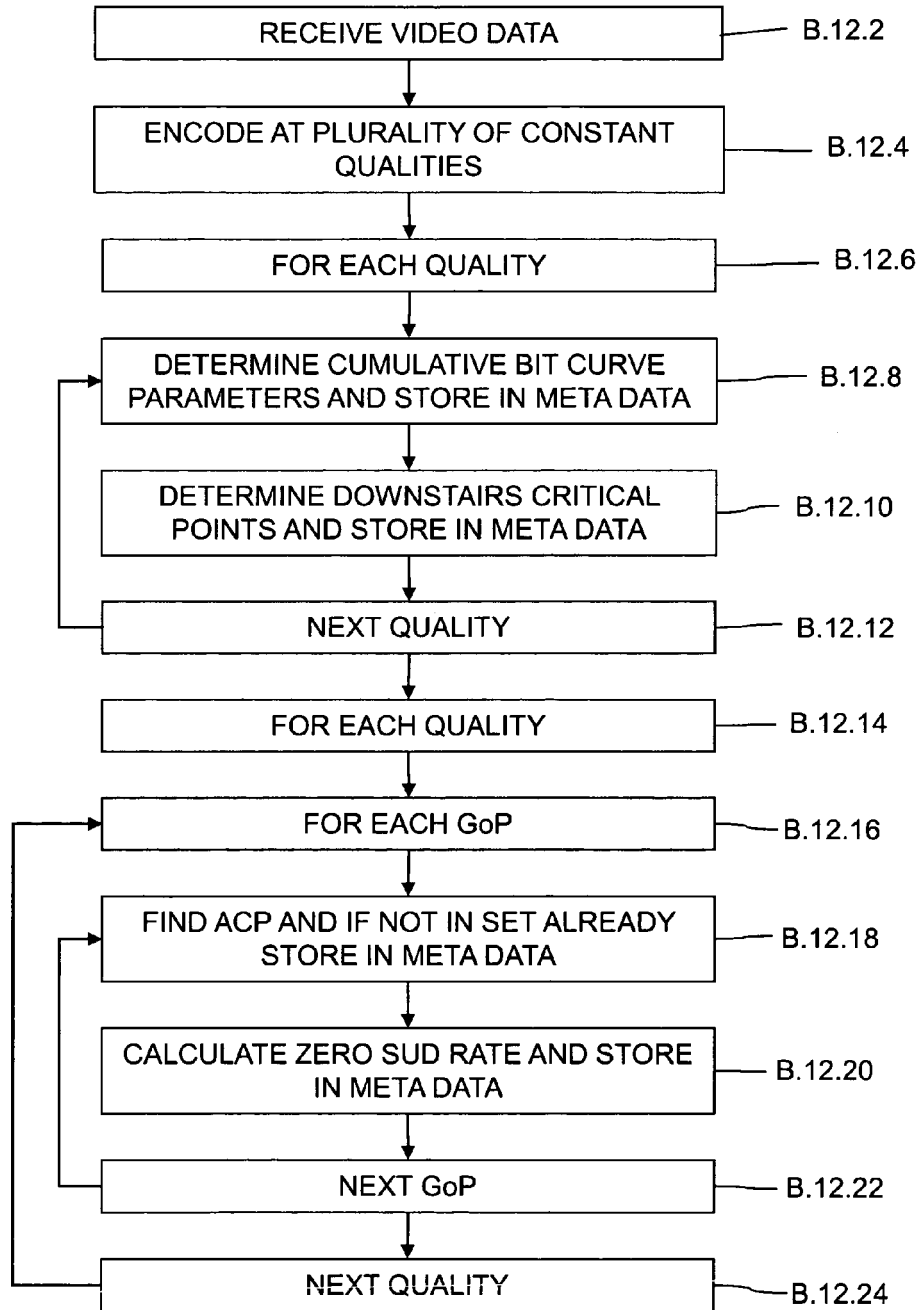 RECEIVE VIDEO DATA
B.12.2
ENCODE AT PLURALITY OF CONSTANT
QUALITIES
B.12.4
FOR EACH QUALITY
B.12.6
DETERMINE CUMULATIVE BIT CURVE
PARAMETERS AND STORE IN META DATA
B.12.8
DETERMINE DOWNSTAIRS CRITICAL
POINTS AND STORE IN META DATA
B.12.10
NEXT QUALITY
B.12.12
FOR EACH QUALITY
B.12.14
FOR EACH GoP
B.12.16
FIND ACP AND IF NOT IN SET ALREADY
STORE IN META DATA
B.12.18
CALCULATE ZERO SUD RATE AND STORE
IN META DATA
B.12.20
NEXT GoP
B.12.22
NEXT QUALITY
B.12.24